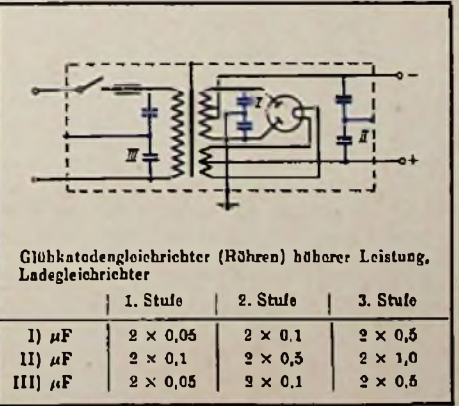 I
II
III
−
+
Glühkatodengleichrichter (Röhren) höherer Leistung,
Ladegleichrichter
1. Stufe | 2. Stufe | 3. Stufe
I) µF | 2 × 0,05 | 2 × 0,1 | 2 × 0,5
II) µF | 2 × 0,1 | 2 × 0,5 | 2 × 1,0
III) µF | 2 × 0,05 | 2 × 0,1 | 2 × 0,5